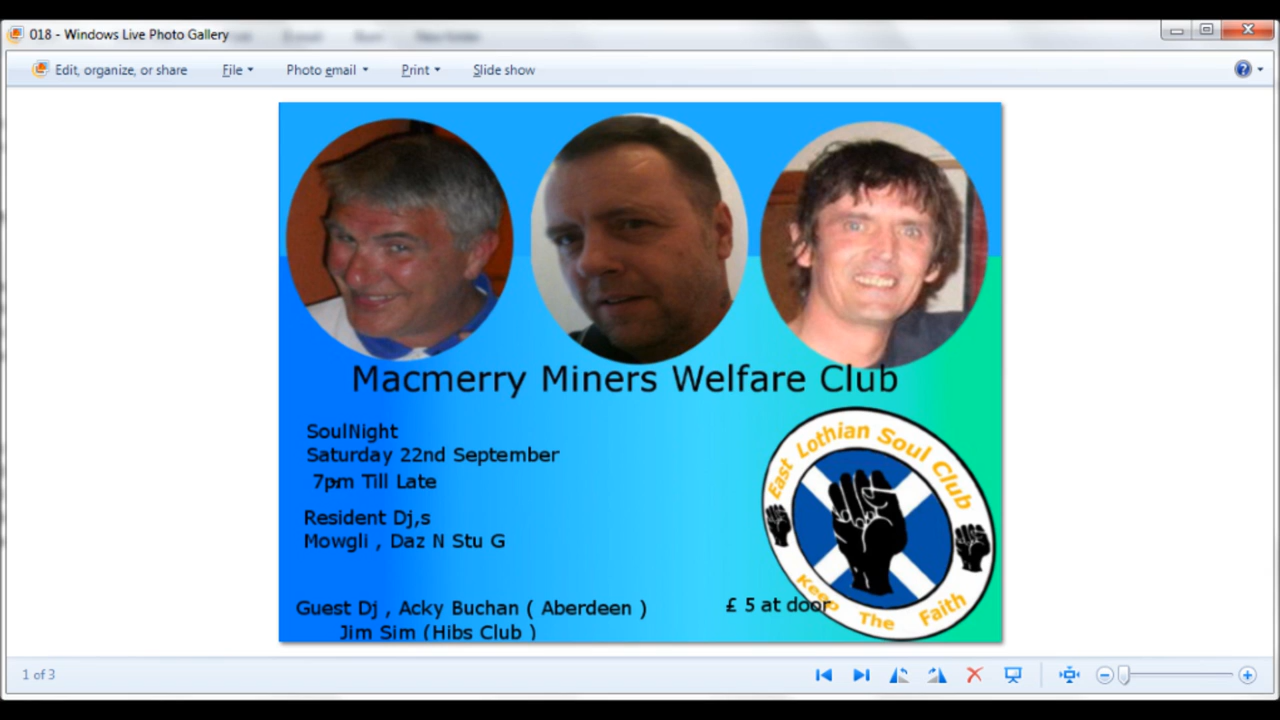 018 - Windows Live Photo Gallery
Edit, organize, or share File Photo email Print Slide show
Macmerry Miners Welfare Club
SoulNight
Saturday 22nd September
7pm Till Late
Resident Dj,s
Mowgli , Daz N Stu G
Guest Dj , Acky Buchan ( Aberdeen )
Jim Sim (Hibs Club )
£ 5 at door
East Lothian Soul Club
Keep The Faith
1 of 3